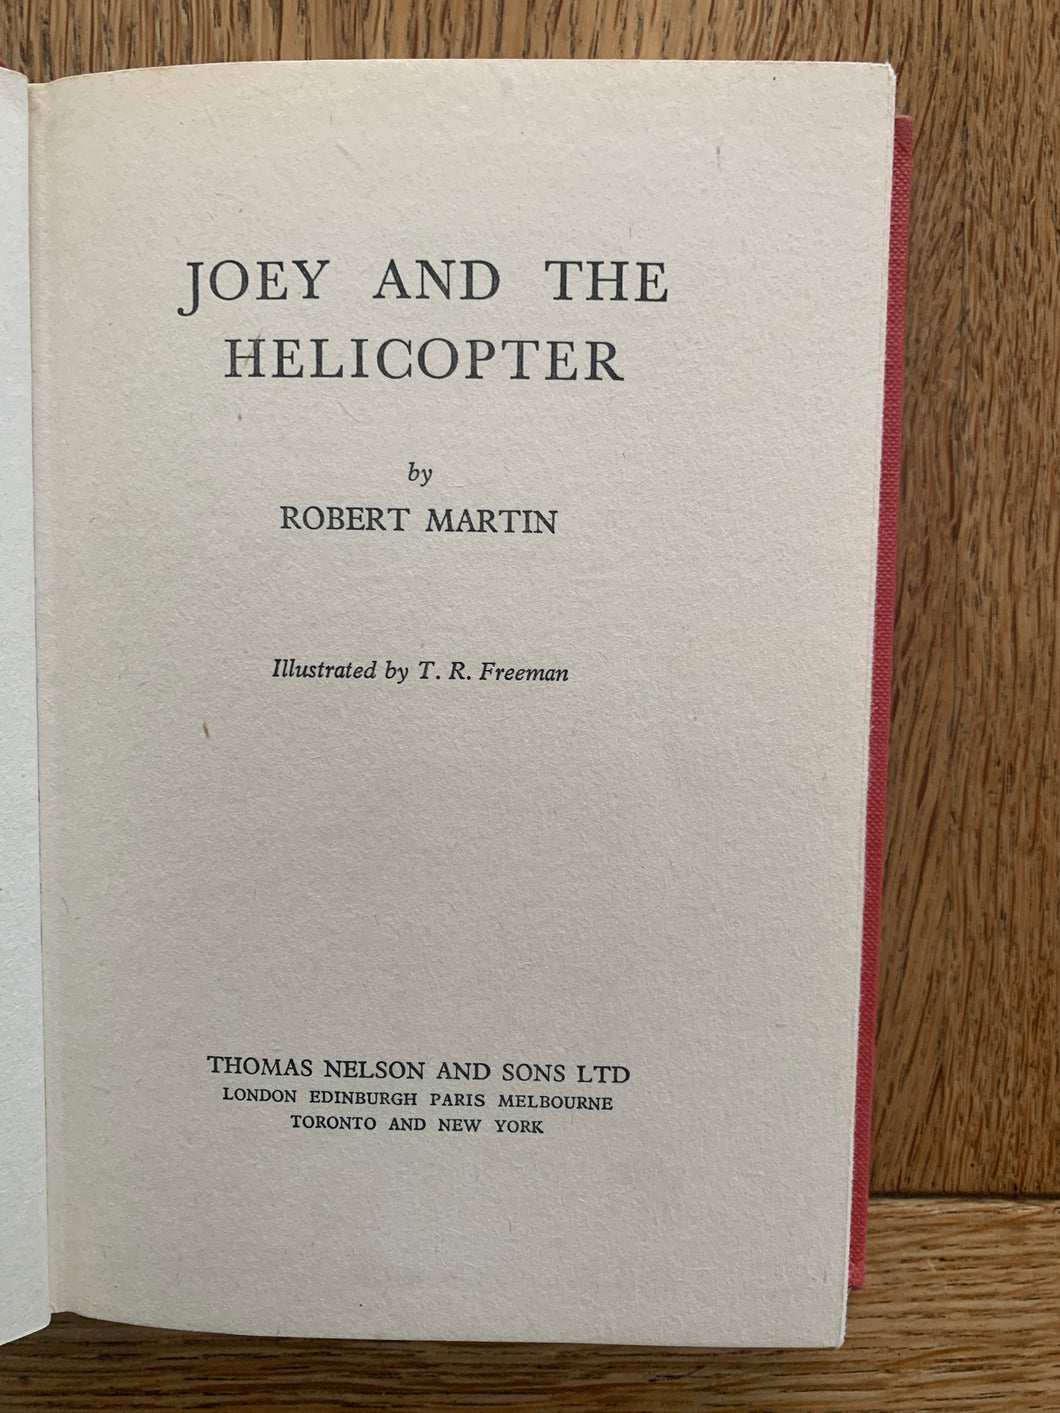 JOEY AND THE
HELICOPTER
by
ROBERT MARTIN
Illustrated by T. R. Freeman
THOMAS NELSON AND SONS LTD
LONDON EDINBURGH PARIS MELBOURNE
TORONTO AND NEW YORK